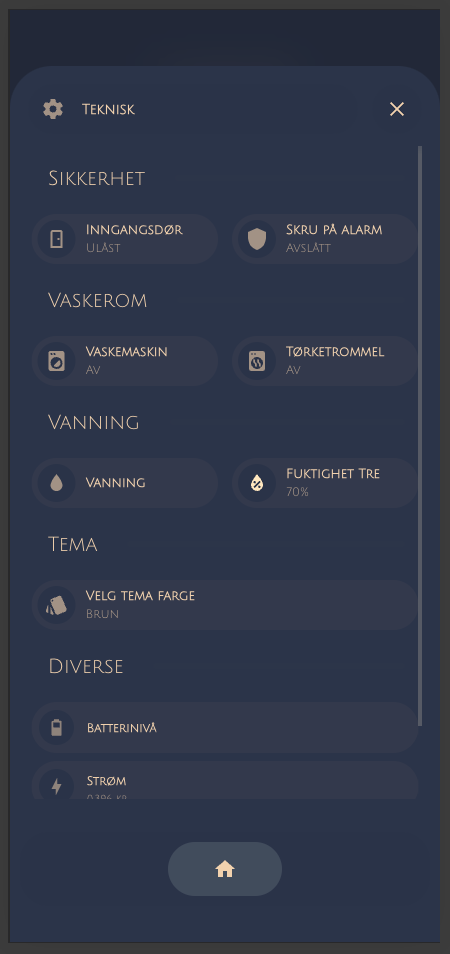 Teknisk
Sikkerhet
Inngangsdør
Ulåst
Skru på alarm
Avslått
Vaskerom
Vaskemaskin
Av
Tørketrommel
Av
Vanning
Vanning
Fuktighet Tre
70%
Tema
Velg tema farge
Brun
Diverse
Batterinivå
Strøm